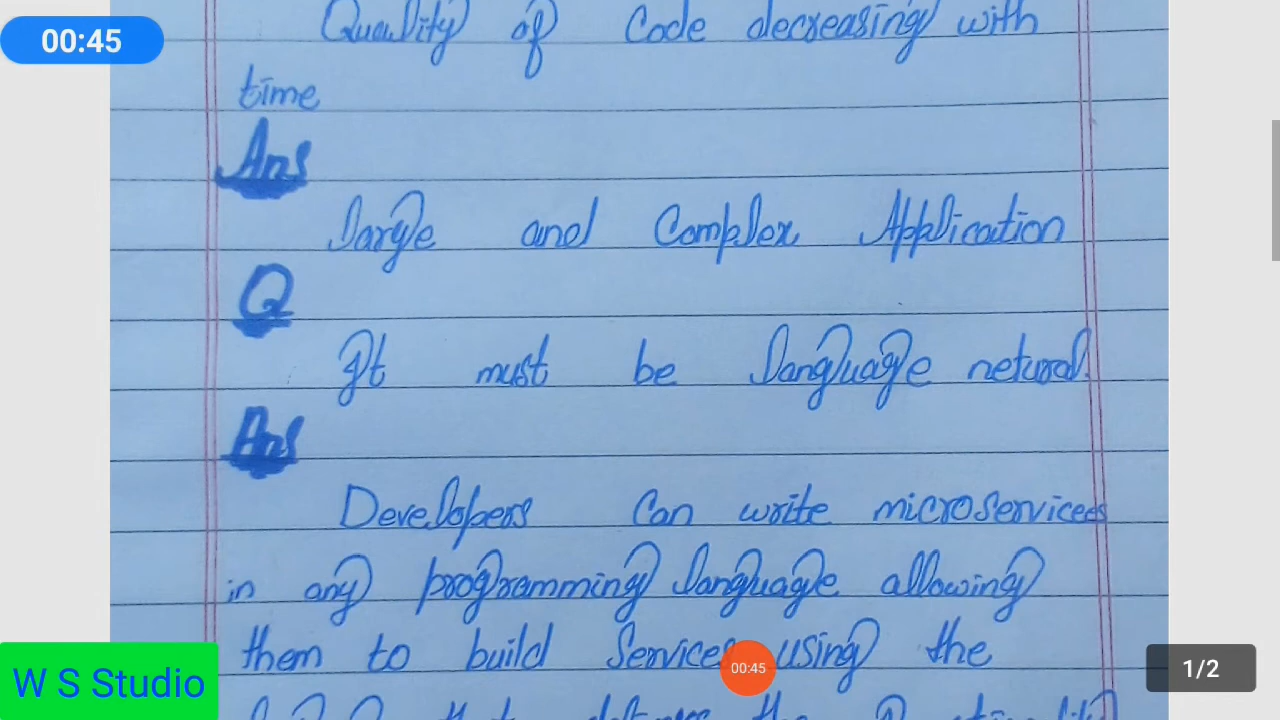 00:45
Quality of Code decreasing with
time
Ans
large and Complex Application
Q
It must be language netural.
Ans
Developers Can write microservices
in any programming language allowing
them to build Services using the
00:45
1/2
W S Studio